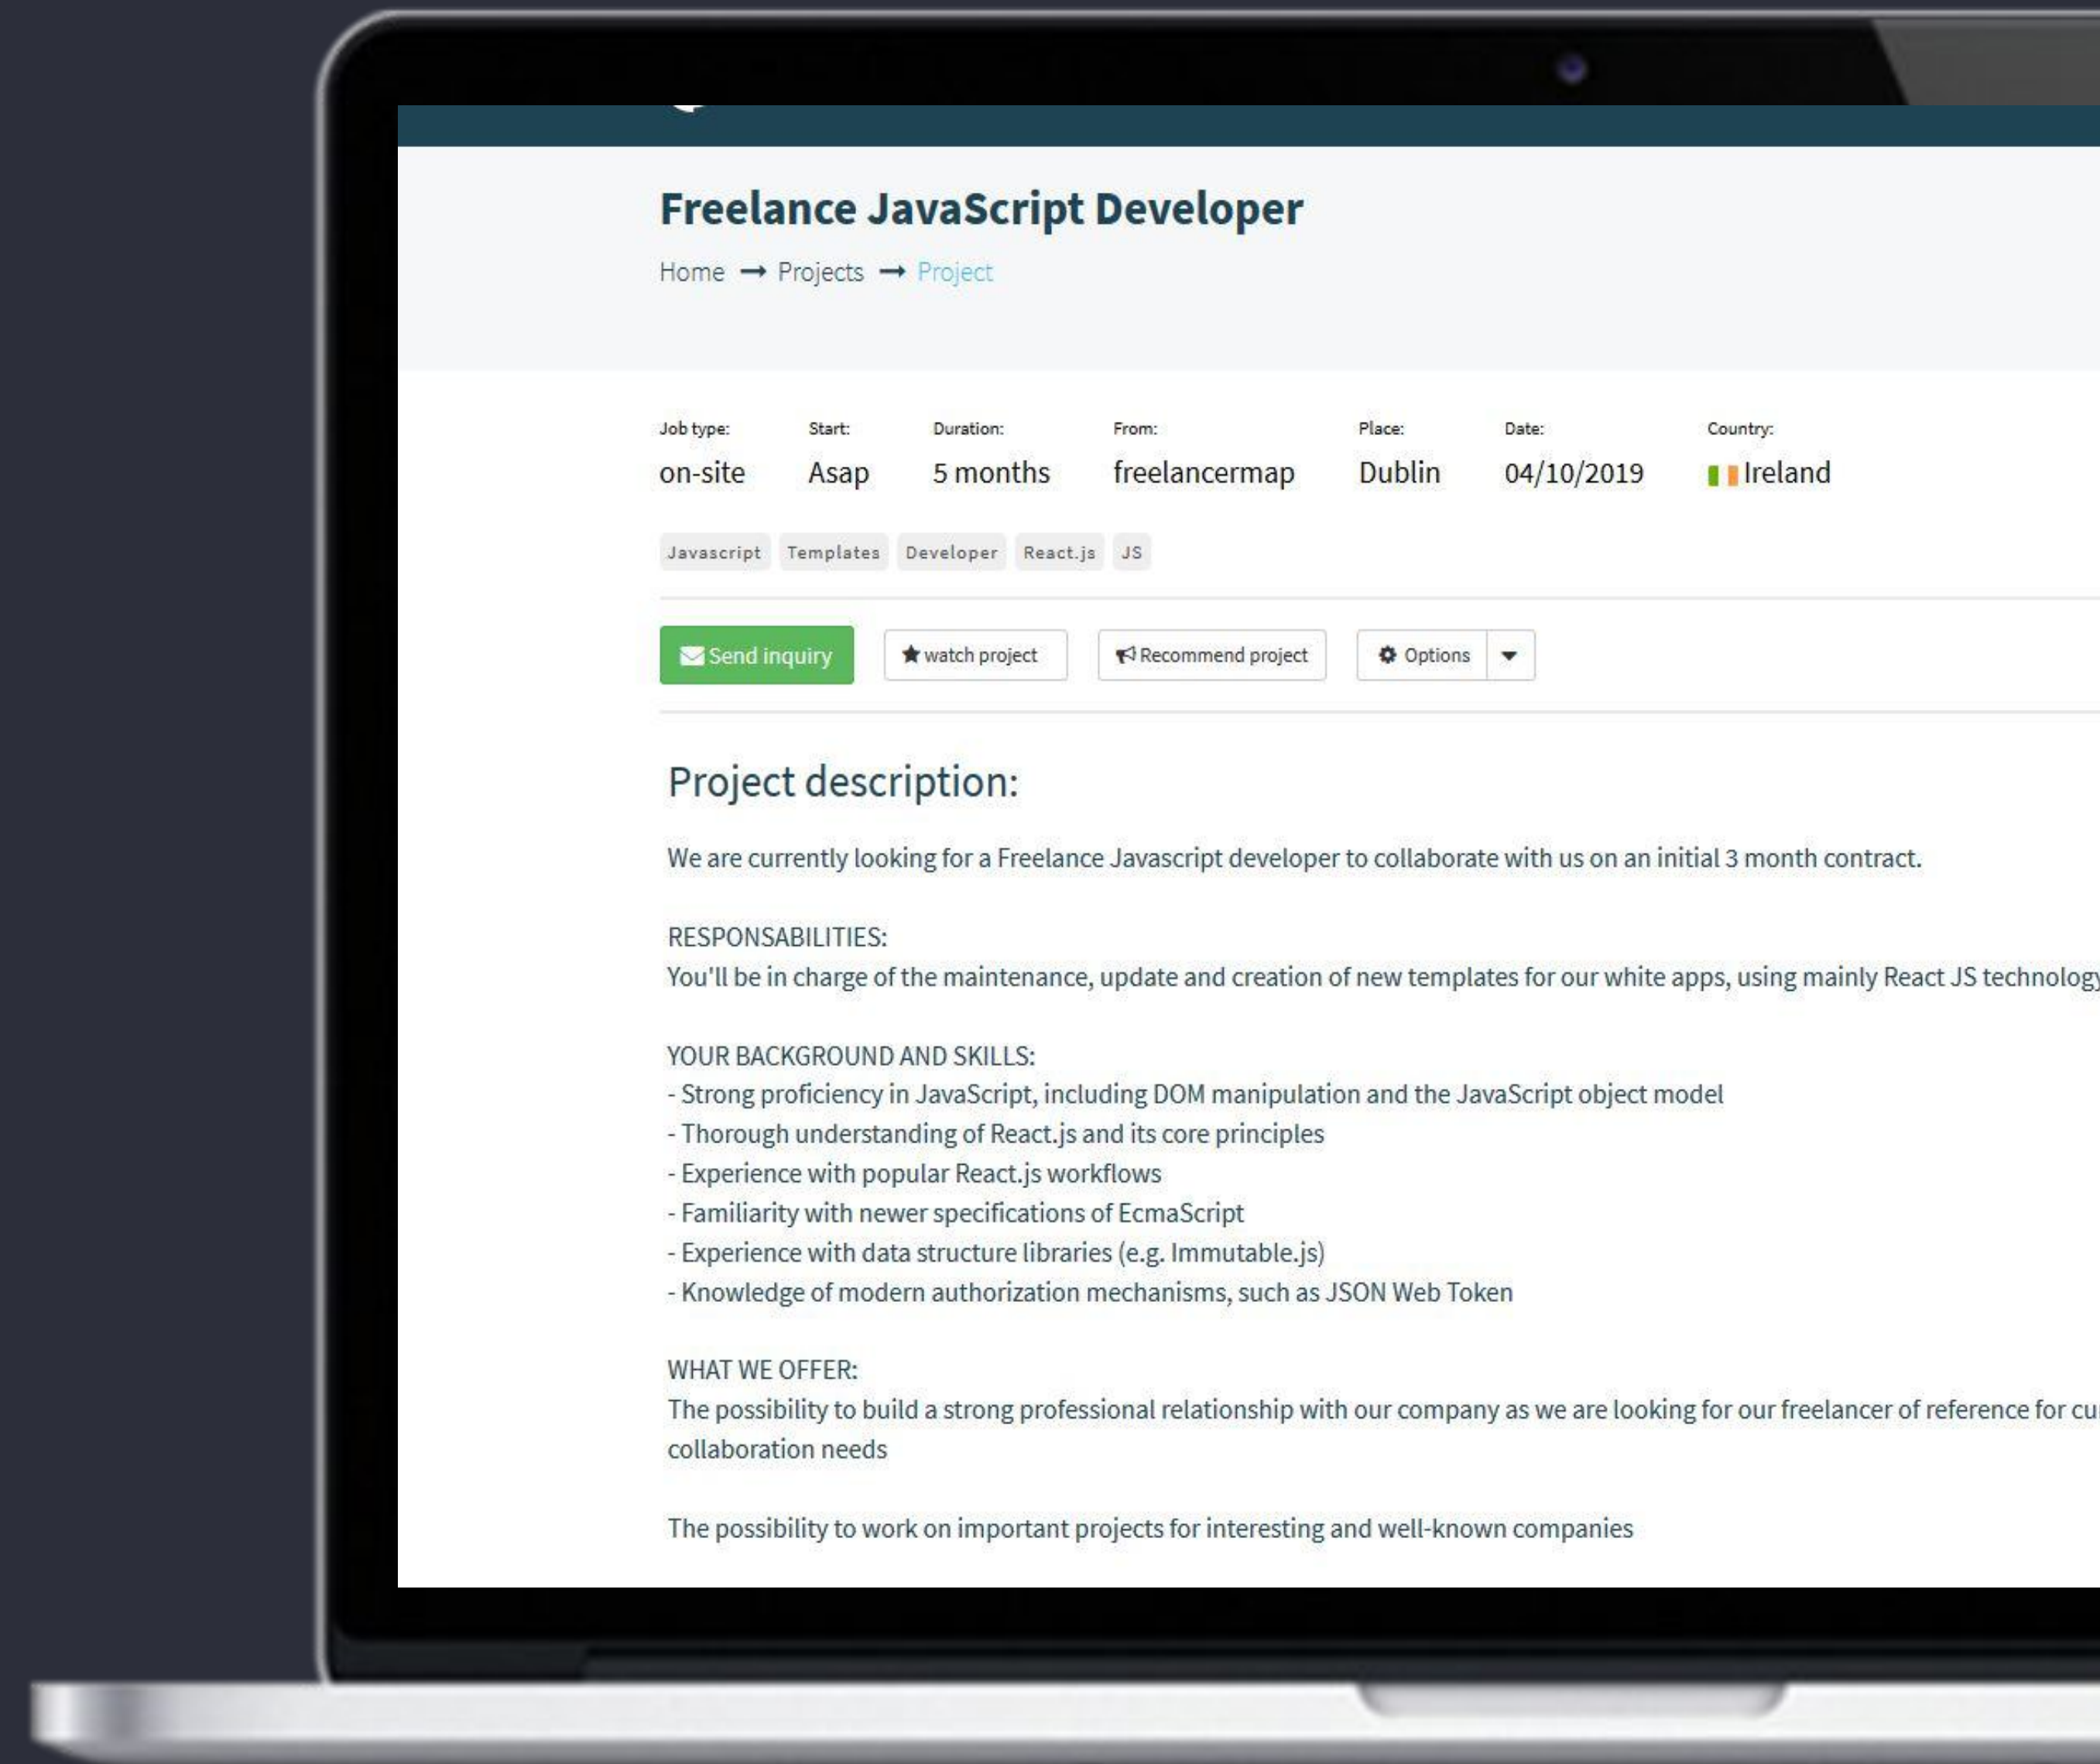 Freelance JavaScript Developer
Home → Projects → Project
Job type: Start: Duration: From: Place: Date: Country:
on-site Asap 5 months freelancermap Dublin 04/10/2019 Ireland
Javascript Templates Developer React.js JS
Send inquiry watch project Recommend project Options
Project description:
We are currently looking for a Freelance Javascript developer to collaborate with us on an initial 3 month contract.
RESPONSABILITIES:
You'll be in charge of the maintenance, update and creation of new templates for our white apps, using mainly React JS technology
YOUR BACKGROUND AND SKILLS:
- Strong proficiency in JavaScript, including DOM manipulation and the JavaScript object model
- Thorough understanding of React.js and its core principles
- Experience with popular React.js workflows
- Familiarity with newer specifications of EcmaScript
- Experience with data structure libraries (e.g. Immutable.js)
- Knowledge of modern authorization mechanisms, such as JSON Web Token
WHAT WE OFFER:
The possibility to build a strong professional relationship with our company as we are looking for our freelancer of reference for
collaboration needs
The possibility to work on important projects for interesting and well-known companies